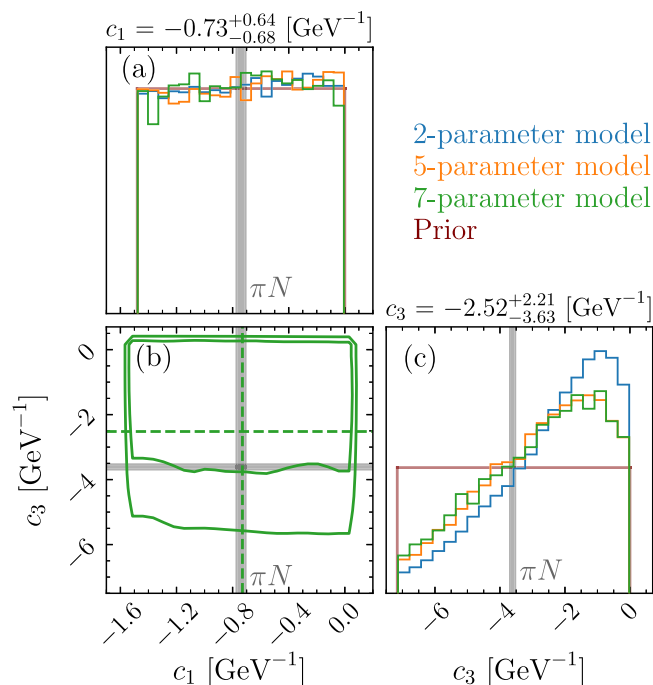 c₁ = −0.73 +0.64 −0.68 [GeV⁻¹]
(a)
πN
2-parameter model
5-parameter model
7-parameter model
Prior
c₃ = −2.52 +2.21 −3.63 [GeV⁻¹]
(b)
πN
0
−2
−4
−6
c₃ [GeV⁻¹]
−1.6 −1.2 −0.8 −0.4 0.0
c₁ [GeV⁻¹]
(c)
πN
−6 −4 −2 0
c₃ [GeV⁻¹]